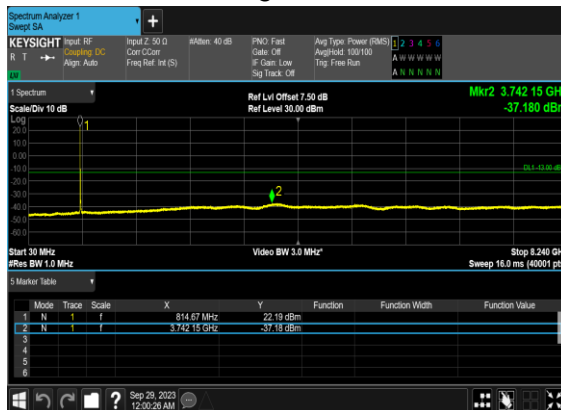 Spectrum Analyzer 1
Swept SA
KEYSIGHT Input: RF Input Z: 50 Ω #Atten: 40 dB PNO: Fast Avg Type: Power (RMS) 1 2 3 4 5 6
R T Coupling: DC Corr CCorr Gate: Off Avg|Hold: 100/100 A W W W W W
Align: Auto Freq Ref: Int (S) IF Gain: Low Trig: Free Run
Sig Track: Off A N N N N N
1 Spectrum
Ref Lvl Offset 7.50 dB Mkr2 3.742 15 GH
Scale/Div 10 dB Ref Level 30.00 dBm -37.180 dBr
Log
20.0
10.0
0.00
-10.0
-20.0
-30.0
-40.0
-50.0
-60.0
1
2
DL1 -13.00 dB
Start 30 MHz Video BW 3.0 MHz* Stop 8.240 GH
#Res BW 1.0 MHz Sweep 16.0 ms (40001 pt
5 Marker Table
Mode Trace Scale X Y Function Function Width Function Value
1 N 1 f 814.67 MHz 22.19 dBm
2 N 1 f 3.742 15 GHz -37.18 dBm
3
4
5
6
Sep 29, 2023
12:00:26 AM